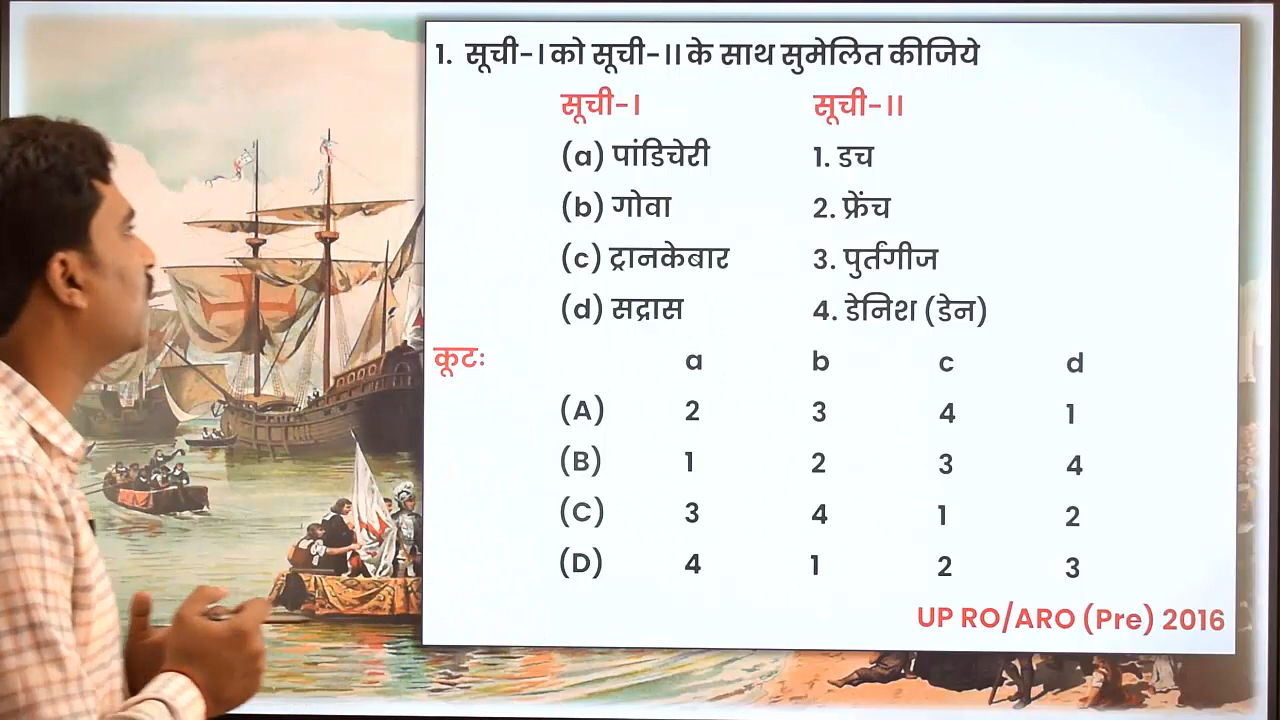 1. सूची-I को सूची-II के साथ सुमेलित कीजिये
सूची-I सूची-II
(a) पांडिचेरी 1. डच
(b) गोवा 2. फ्रेंच
(c) ट्रानकेबार 3. पुर्तगीज
(d) सद्रास 4. डेनिश (डेन)
कूटः a b c d
(A) 2 3 4 1
(B) 1 2 3 4
(C) 3 4 1 2
(D) 4 1 2 3
UP RO/ARO (Pre) 2016